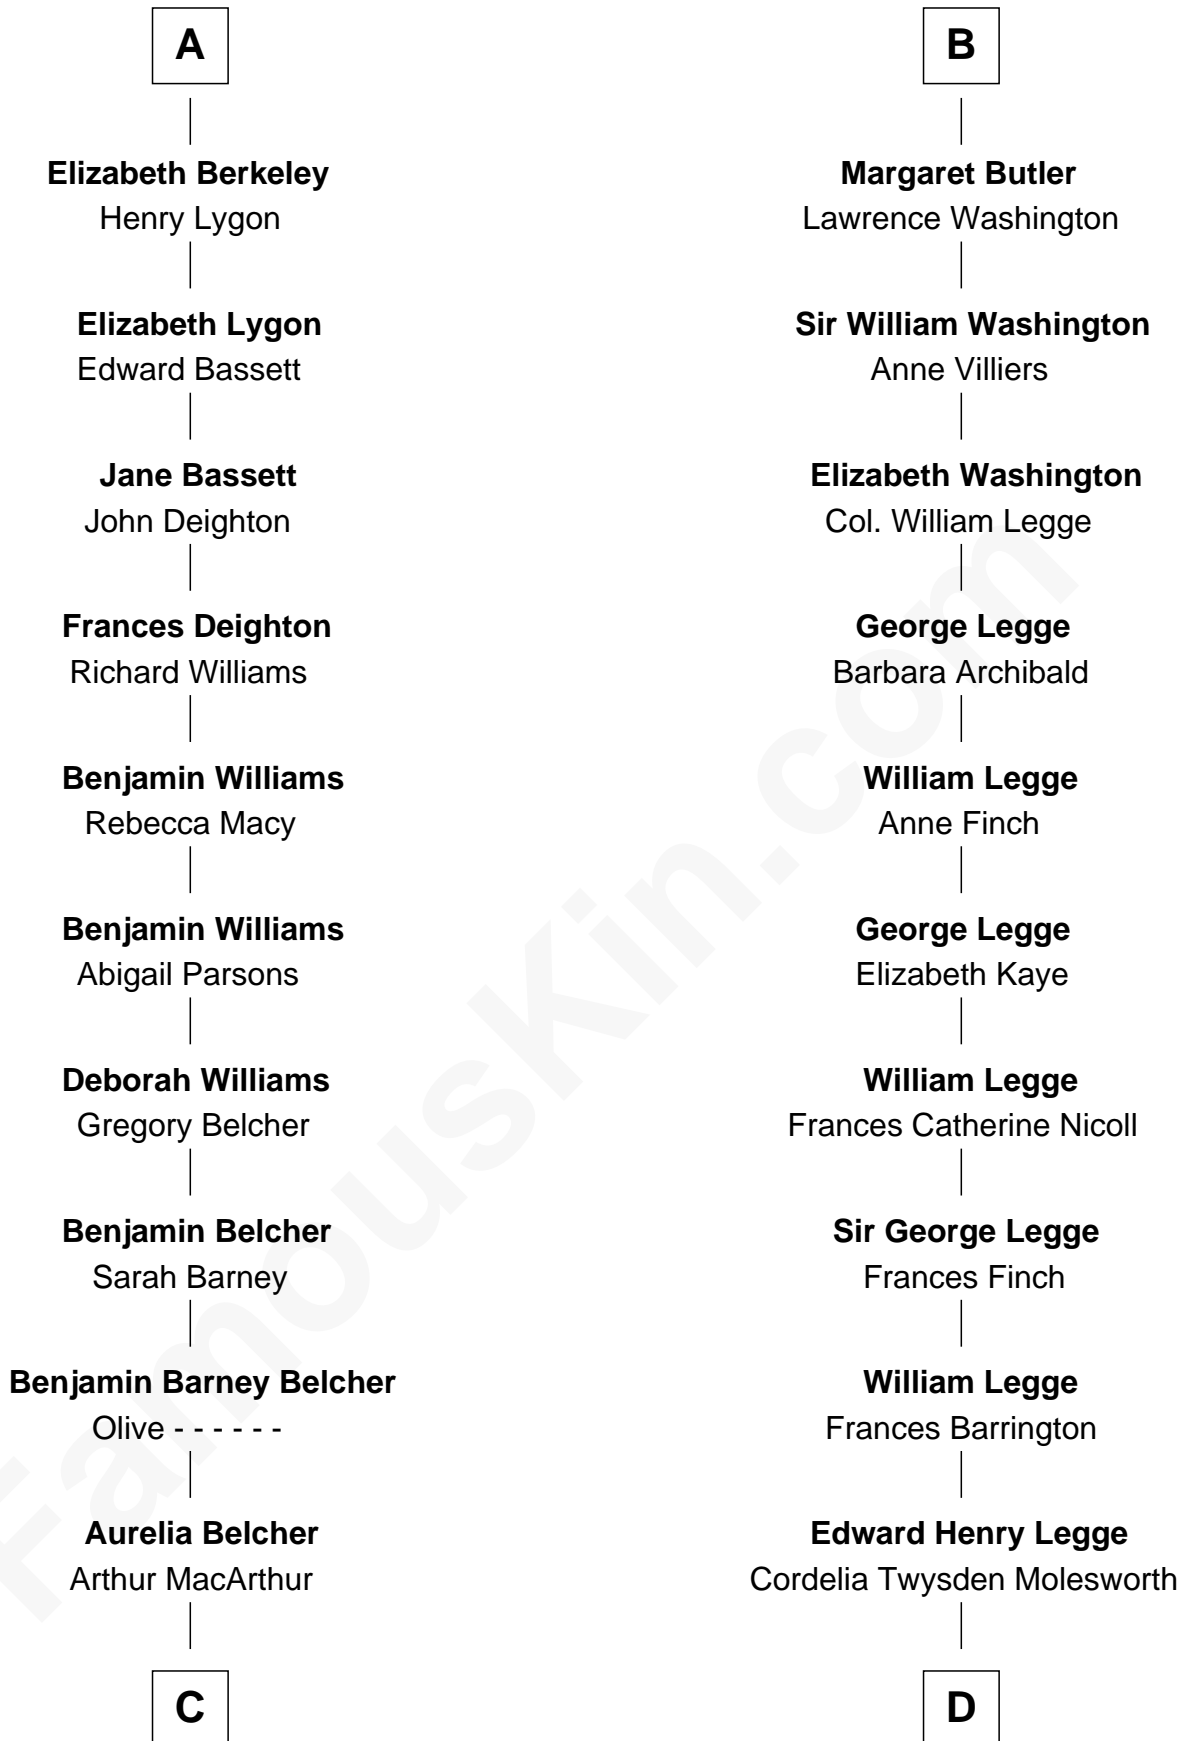 A
Elizabeth Berkeley
Henry Lygon
Elizabeth Lygon
Edward Bassett
Jane Bassett
John Deighton
Frances Deighton
Richard Williams
Benjamin Williams
Rebecca Macy
Benjamin Williams
Abigail Parsons
Deborah Williams
Gregory Belcher
Benjamin Belcher
Sarah Barney
Benjamin Barney Belcher
Olive - - - - - -
Aurelia Belcher
Arthur MacArthur
C
B
Margaret Butler
Lawrence Washington
Sir William Washington
Anne Villiers
Elizabeth Washington
Col. William Legge
George Legge
Barbara Archibald
William Legge
Anne Finch
George Legge
Elizabeth Kaye
William Legge
Frances Catherine Nicoll
Sir George Legge
Frances Finch
William Legge
Frances Barrington
Edward Henry Legge
Cordelia Twysden Molesworth
D
FamousKin.com